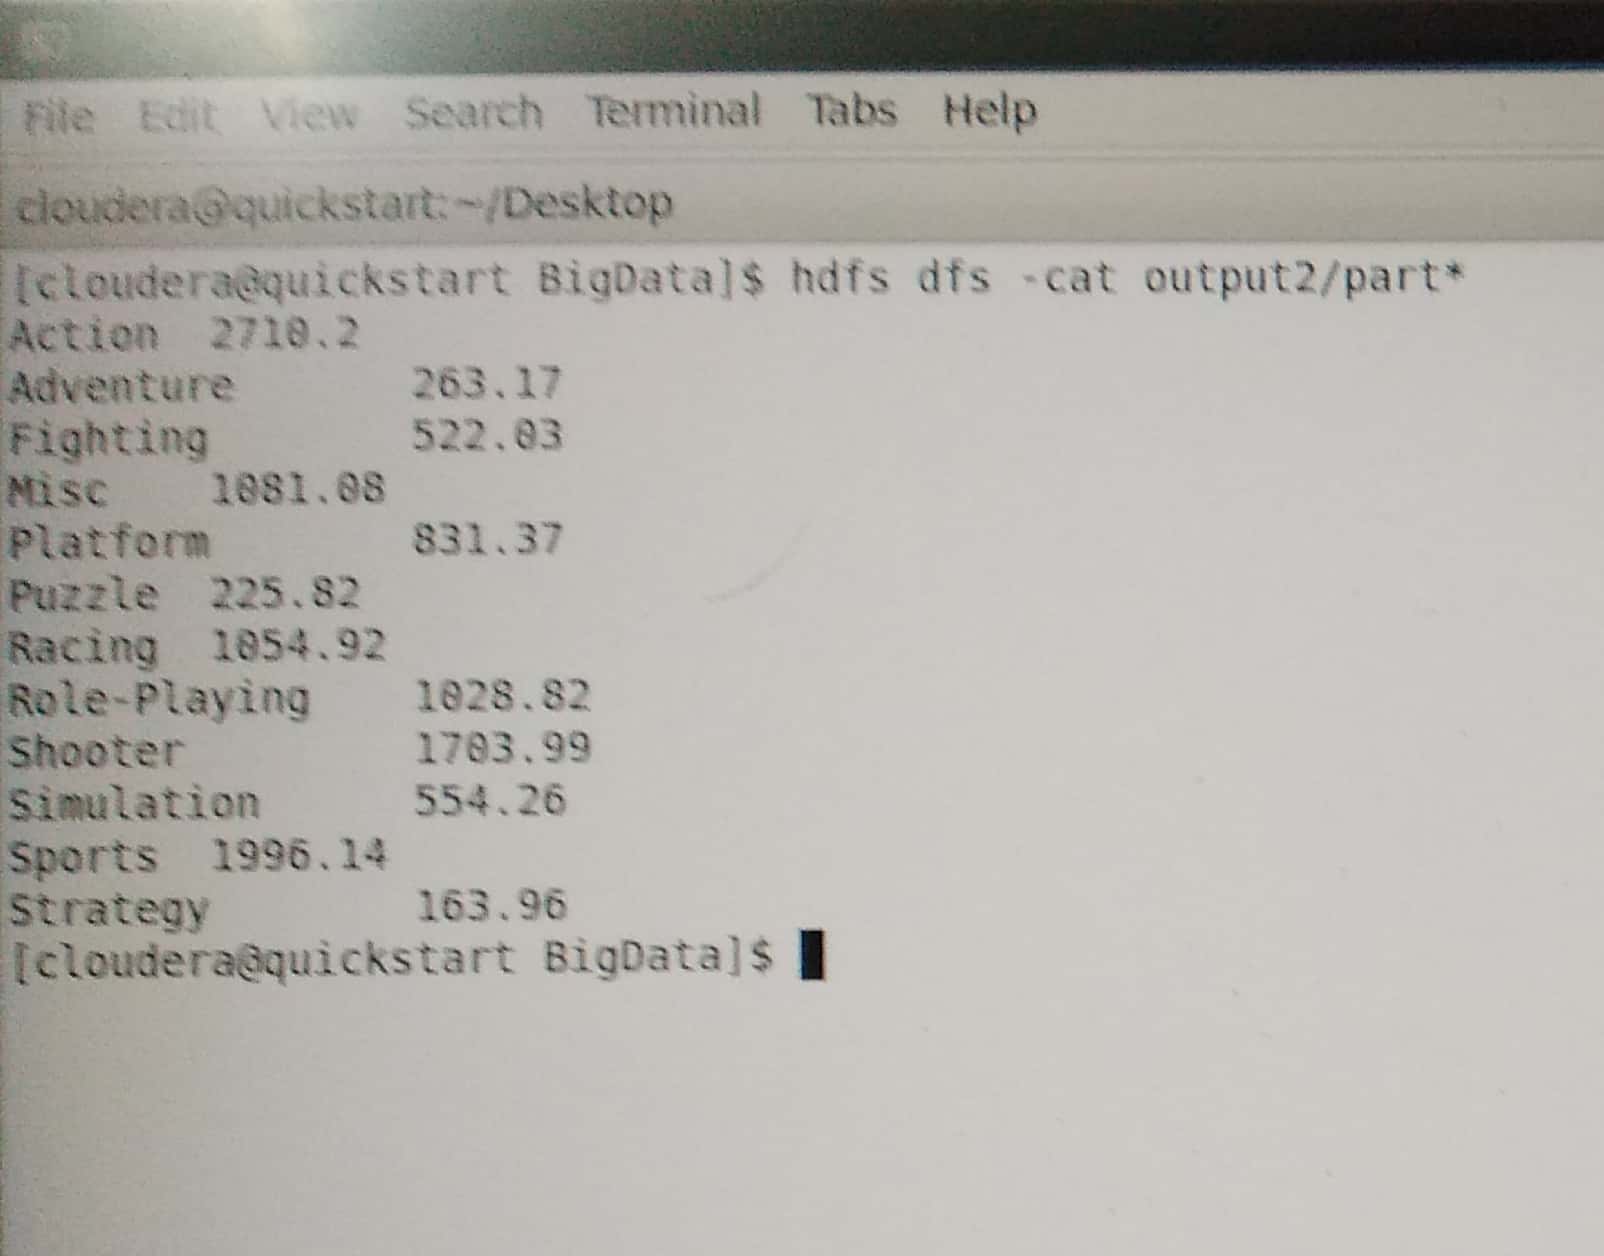 File Edit View Search Terminal Tabs Help
cloudera@quickstart:~/Desktop
[cloudera@quickstart BigData]$ hdfs dfs -cat output2/part*
Action 2710.2
Adventure 263.17
Fighting 522.03
Misc 1081.08
Platform 831.37
Puzzle 225.82
Racing 1054.92
Role-Playing 1028.82
Shooter 1703.99
Simulation 554.26
Sports 1996.14
Strategy 163.96
[cloudera@quickstart BigData]$